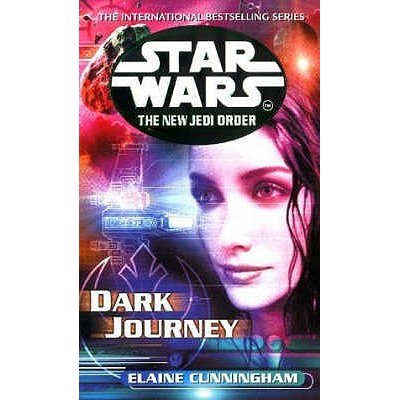 THE INTERNATIONAL BESTSELLING SERIES
STAR
WARS
THE NEW JEDI ORDER
DARK
JOURNEY
ELAINE CUNNINGHAM